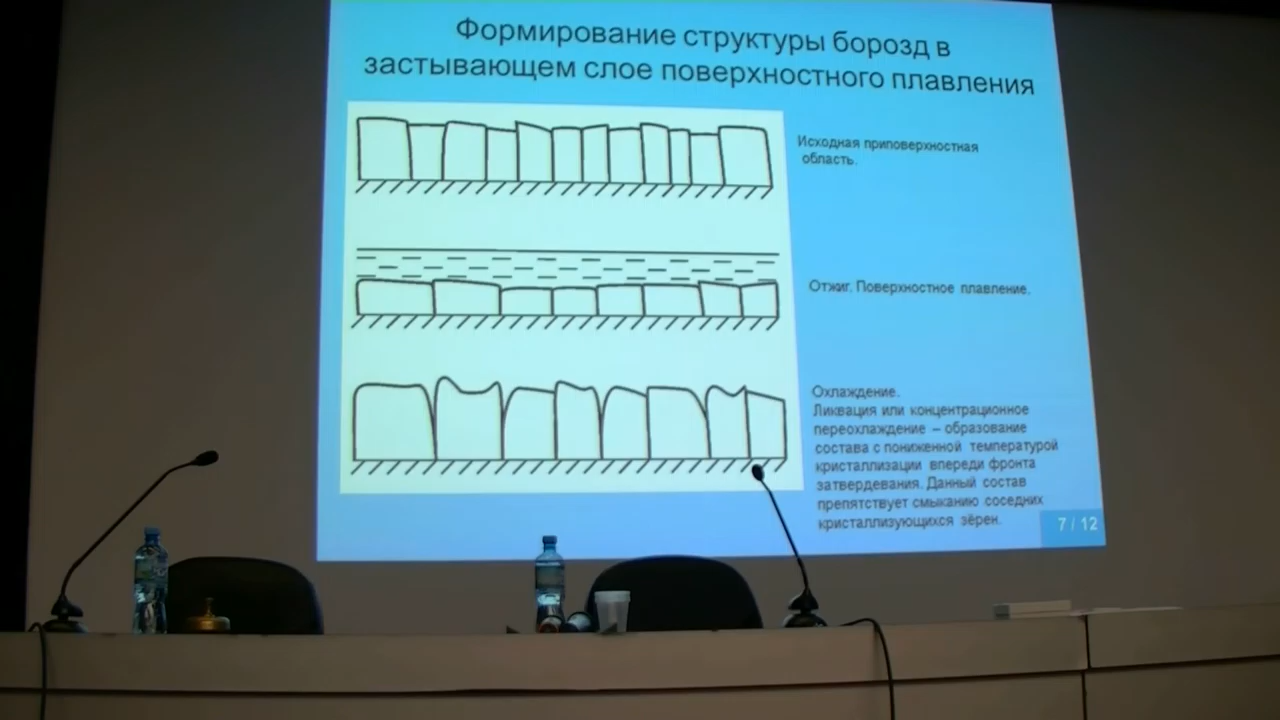 Формирование структуры борозд в
застывающем слое поверхностного плавления
Исходная приповерхностная
область.
Отжиг. Поверхностное плавление.
Охлаждение.
Ликвация или концентрационное
переохлаждение – образование
состава с пониженной температурой
кристаллизации впереди фронта
затвердевания. Данный состав
препятствует смыканию соседних
кристаллизующихся зёрен.
7 / 12